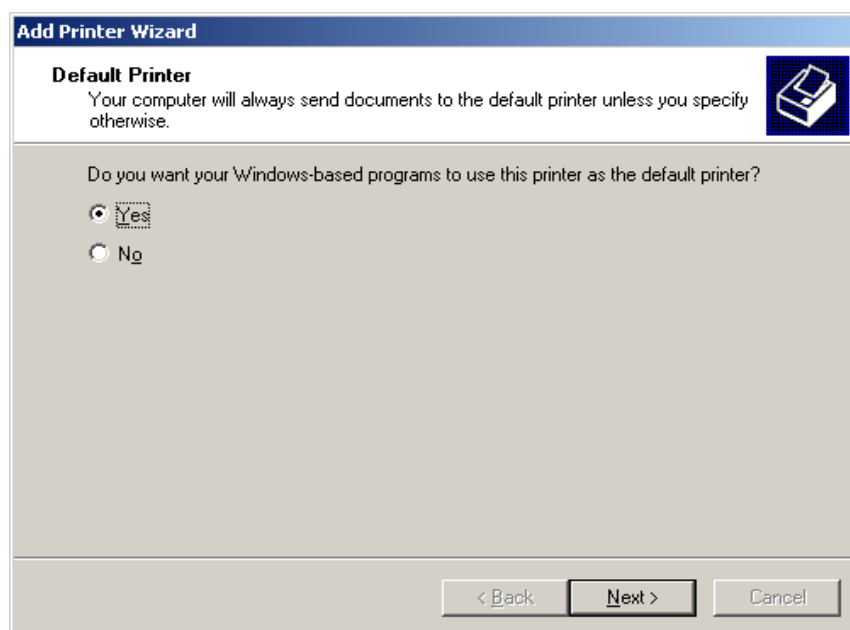 Add Printer Wizard
Default Printer
Your computer will always send documents to the default printer unless you specify
otherwise.
Do you want your Windows-based programs to use this printer as the default printer?
Yes
No
< Back
Next >
Cancel